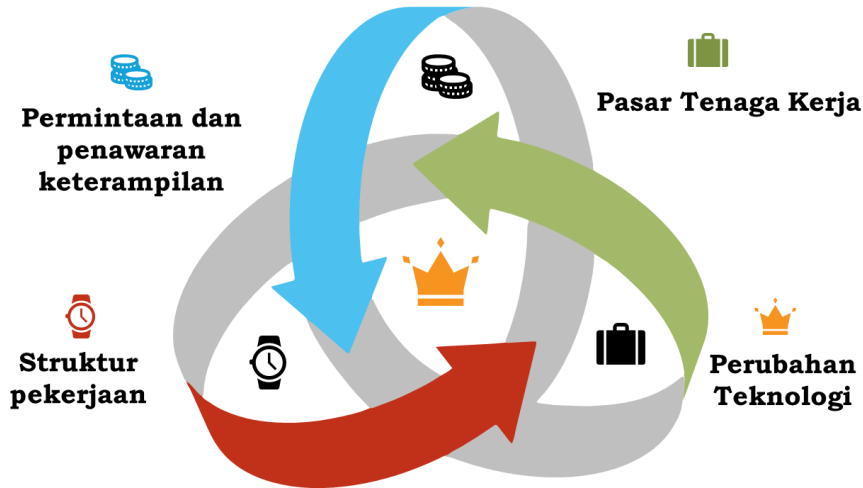 Permintaan dan
penawaran
keterampilan
Pasar Tenaga Kerja
Struktur
pekerjaan
Perubahan
Teknologi